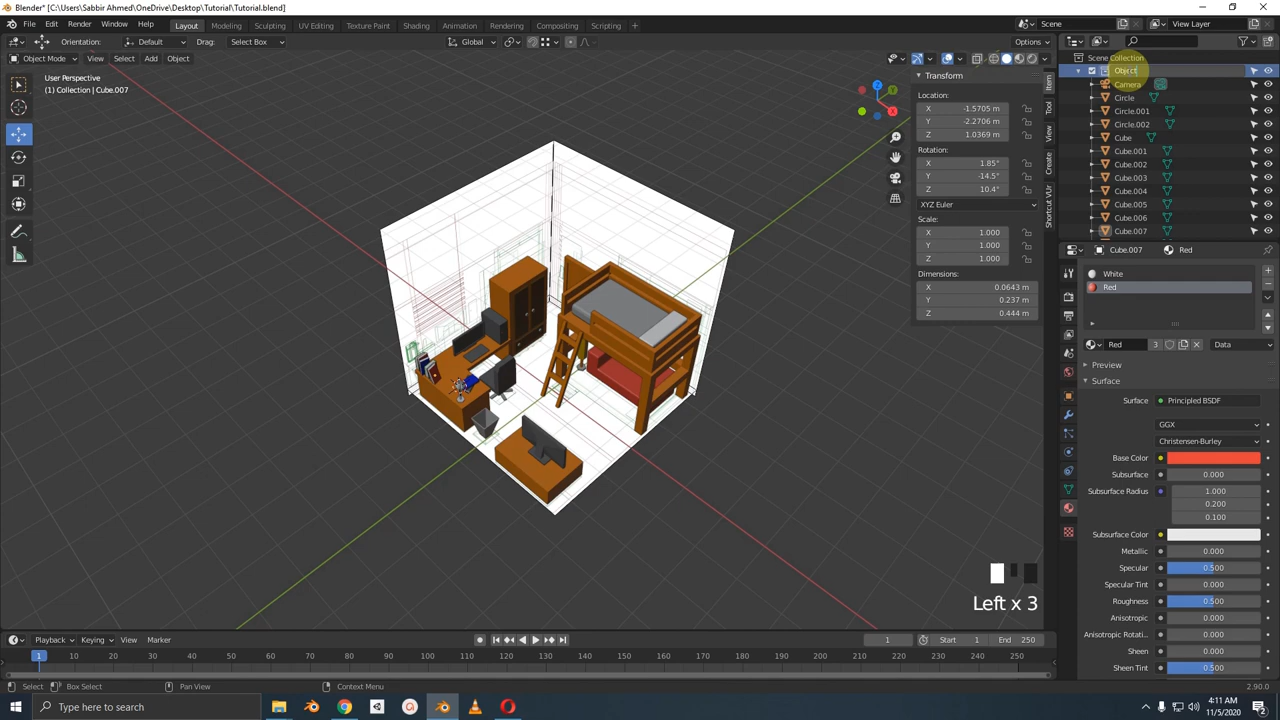 Blender* [C:\Users\Sabbir Ahmed\OneDrive\Desktop\Tutorial\Tutorial.blend]
File Edit Render Window Help Layout Modeling Sculpting UV Editing Texture Paint Shading Animation Rendering Compositing Scripting + Scene View Layer
Orientation: Default Drag: Select Box Global Options
Object Mode View Select Add Object
User Perspective
(1) Collection | Cube.007
Scene Collection
Object
Camera
Circle
Circle.001
Circle.002
Cube
Cube.001
Cube.002
Cube.003
Cube.004
Cube.005
Cube.006
Cube.007
Transform
Location:
X -1.5705 m
Y -2.2706 m
Z 1.0369 m
Rotation:
X 1.85°
Y -14.5°
Z 10.4°
XYZ Euler
Scale:
X 1.000
Y 1.000
Z 1.000
Dimensions:
X 0.0643 m
Y 0.237 m
Z 0.444 m
Item
Tool
View
Create
Shortcut VUr
Z
Y
X
Cube.007 Red
White
Red
Red 3 Data
Preview
Surface
Surface Principled BSDF
GGX
Christensen-Burley
Base Color
Subsurface 0.000
Subsurface Radius 1.000
0.200
0.100
Subsurface Color
Metallic 0.000
Specular 0.500
Specular Tint 0.000
Roughness 0.500
Anisotropic 0.000
Anisotropic Rotati... 0.000
Sheen 0.000
Sheen Tint 0.500
Left x 3
Playback Keying View Marker 1 Start 1 End 250
1 10 20 30 40 50 60 70 80 90 100 110 120 130 140 150 160 170 180 190 200 210 220 230 240 250
Select Box Select Pan View Context Menu 2.90.0
Type here to search
4:11 AM
11/5/2020
2